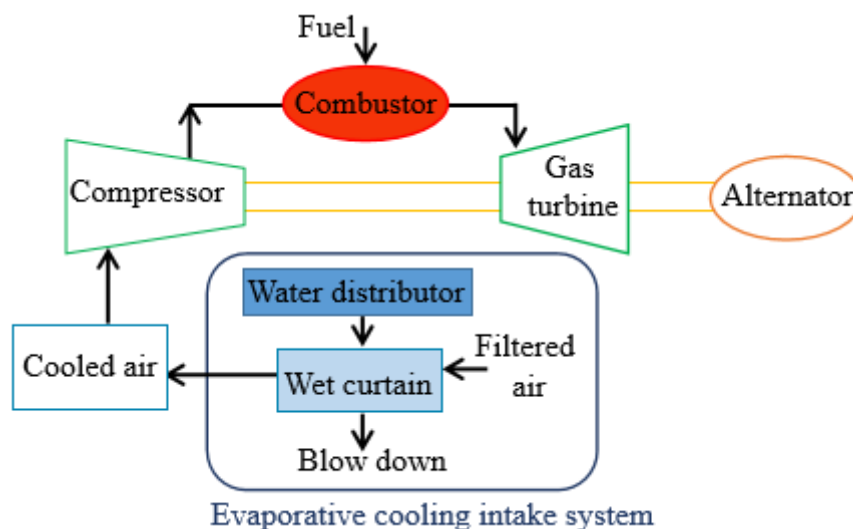 Fuel
Combustor
Compressor
Gas
turbine
Alternator
Water distributor
Filtered
air
Cooled air
Wet curtain
Blow down
Evaporative cooling intake system